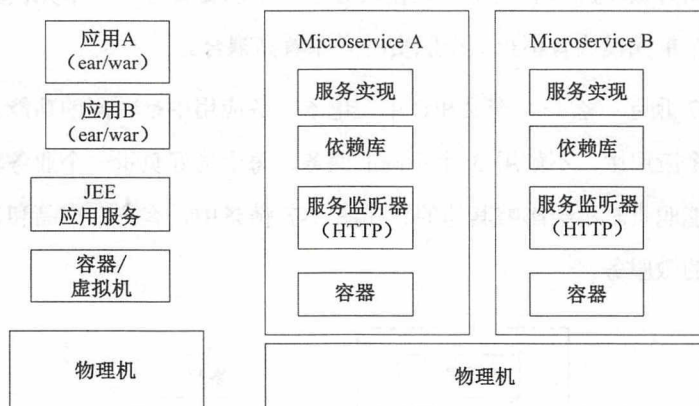 应用A
（ear/war）
应用B
（ear/war）
JEE
应用服务
容器/
虚拟机
物理机
Microservice A
服务实现
依赖库
服务监听器
（HTTP）
容器
Microservice B
服务实现
依赖库
服务监听器
（HTTP）
容器
物理机